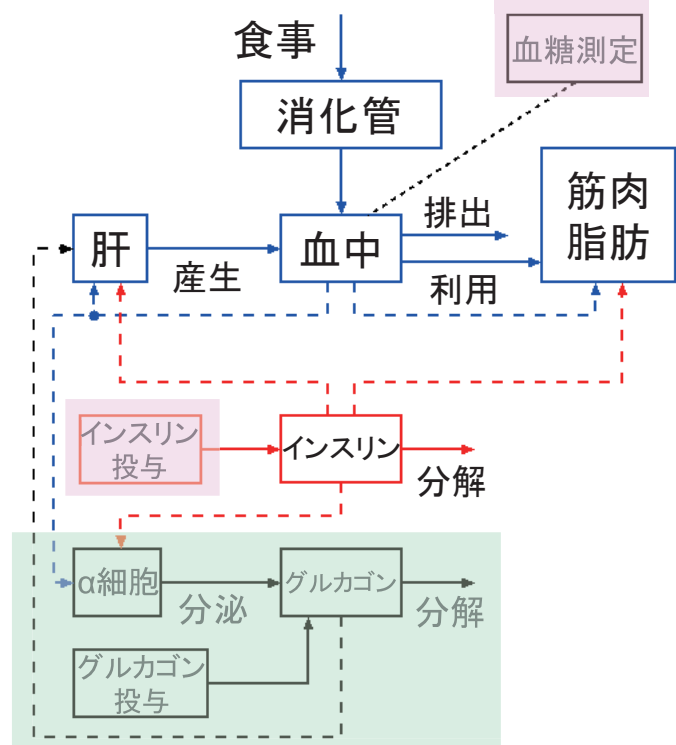 食事
血糖測定
消化管
筋肉
脂肪
肝
産生
血中
排出
利用
インスリン
投与
インスリン
分解
α細胞
分泌
グルカゴン
分解
グルカゴン
投与